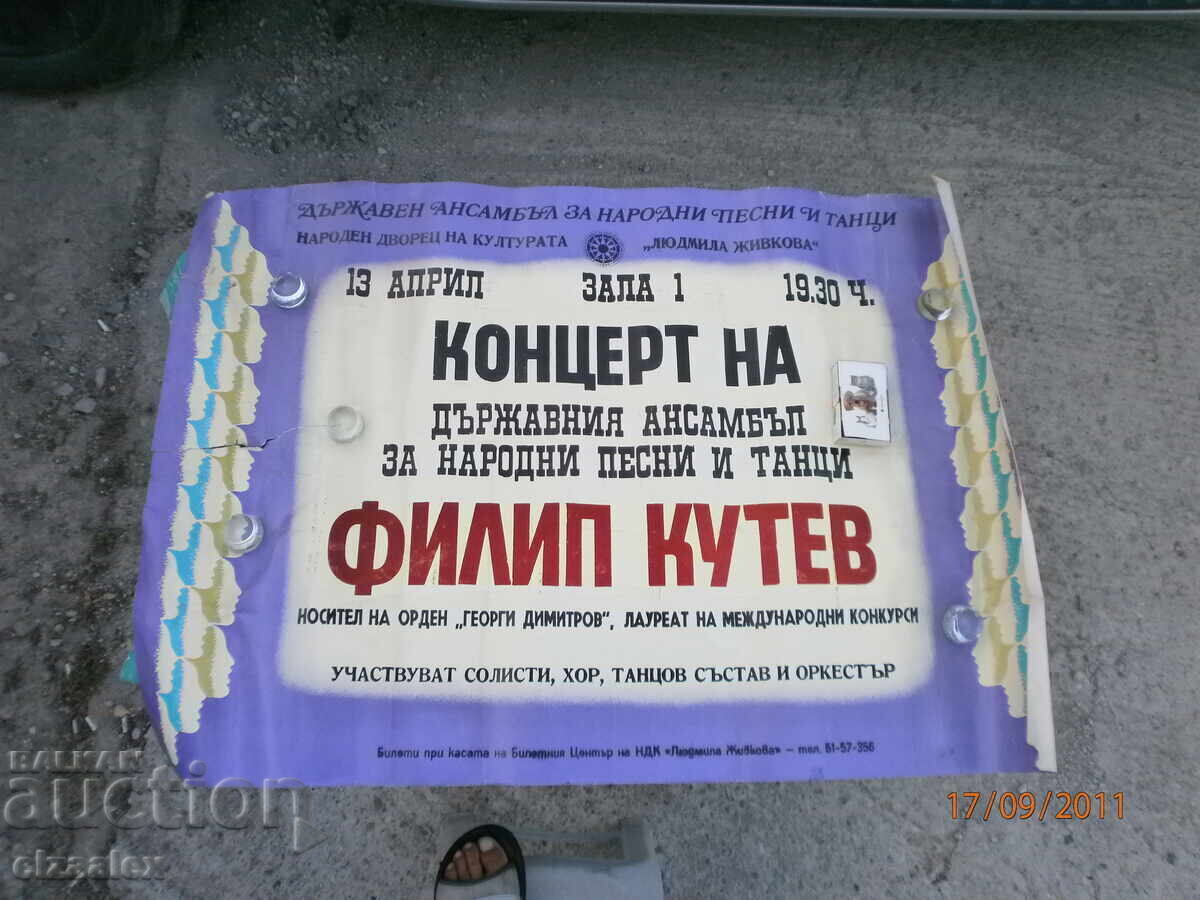 ДЪРЖАВЕН АНСАМБЪЛ ЗА НАРОДНИ ПЕСНИ И ТАНЦИ
НАРОДЕН ДВОРЕЦ НА КУЛТУРАТА „ЛЮДМИЛА ЖИВКОВА"
13 АПРИЛ ЗАЛА 1 19.30 Ч.
КОНЦЕРТ НА
ДЪРЖАВНИЯ АНСАМБЪЛ
ЗА НАРОДНИ ПЕСНИ И ТАНЦИ
ФИЛИП КУТЕВ
НОСИТЕЛ НА ОРДЕН „ГЕОРГИ ДИМИТРОВ", ЛАУРЕАТ НА МЕЖДУНАРОДНИ КОНКУРСИ
УЧАСТВУВАТ СОЛИСТИ, ХОР, ТАНЦОВ СЪСТАВ И ОРКЕСТЪР
Билети при касата на Билетния Център на НДК «Людмила Живкова» — тел. 51-57-356
BALKAN
auction
elzaalex
17/09/2011